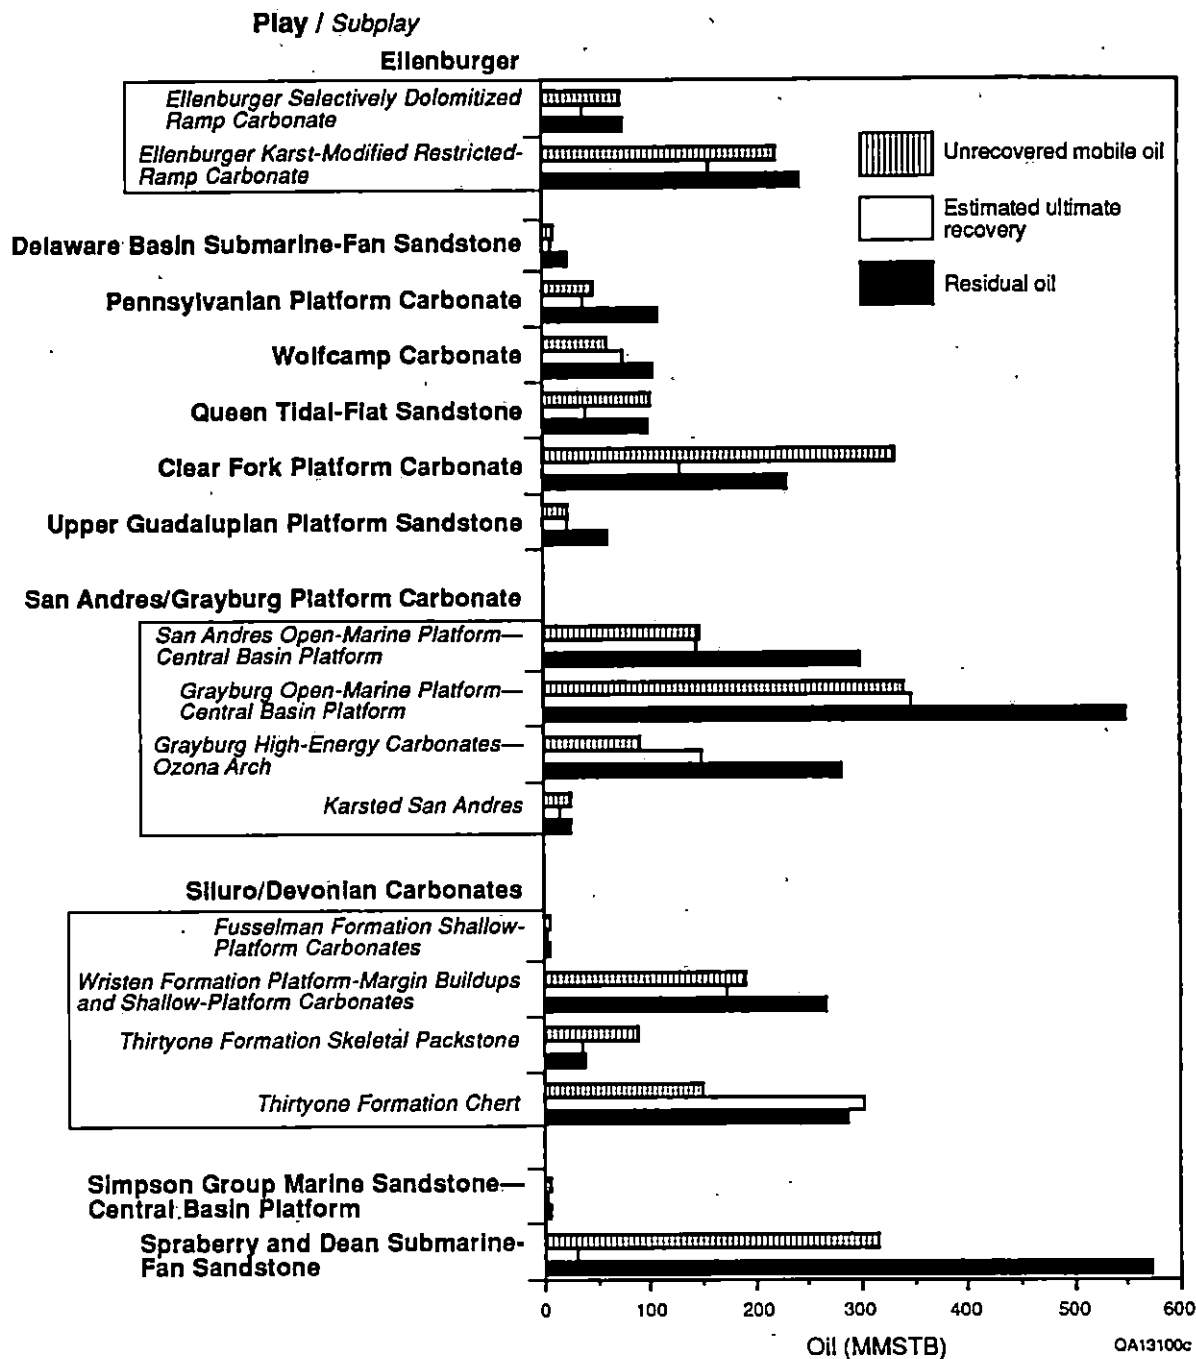 Play / Subplay
Ellenburger
Ellenburger Selectively Dolomitized
Ramp Carbonate
Ellenburger Karst-Modified Restricted-
Ramp Carbonate
Delaware Basin Submarine-Fan Sandstone
Pennsylvanian Platform Carbonate
Wolfcamp Carbonate
Queen Tidal-Flat Sandstone
Clear Fork Platform Carbonate
Upper Guadalupian Platform Sandstone
San Andres/Grayburg Platform Carbonate
San Andres Open-Marine Platform—
Central Basin Platform
Grayburg Open-Marine Platform—
Central Basin Platform
Grayburg High-Energy Carbonates—
Ozona Arch
Karsted San Andres
Siluro/Devonian Carbonates
Fusselman Formation Shallow-
Platform Carbonates
Wristen Formation Platform-Margin Buildups
and Shallow-Platform Carbonates
Thirtyone Formation Skeletal Packstone
Thirtyone Formation Chert
Simpson Group Marine Sandstone—
Central Basin Platform
Spraberry and Dean Submarine-
Fan Sandstone
Unrecovered mobile oil
Estimated ultimate
recovery
Residual oil
0 100 200 300 400 500 600
Oil (MMSTB)
QA13100c